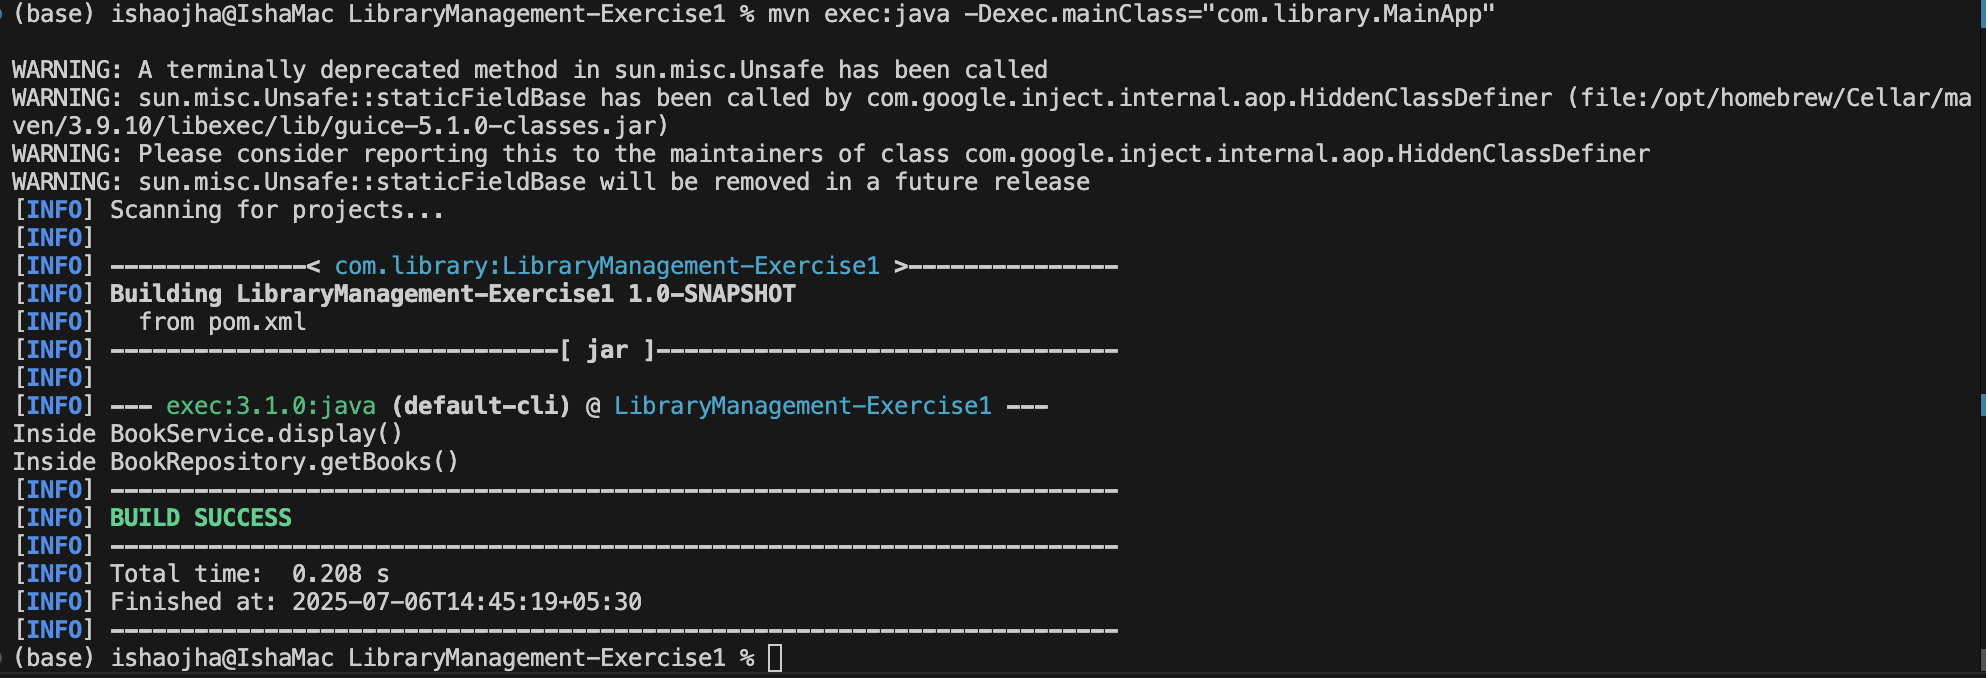 (base) ishaojha@IshaMac LibraryManagement-Exercise1 % mvn exec:java -Dexec.mainClass="com.library.MainApp"
WARNING: A terminally deprecated method in sun.misc.Unsafe has been called
WARNING: sun.misc.Unsafe::staticFieldBase has been called by com.google.inject.internal.aop.HiddenClassDefiner (file:/opt/homebrew/Cellar/ma
ven/3.9.10/libexec/lib/guice-5.1.0-classes.jar)
WARNING: Please consider reporting this to the maintainers of class com.google.inject.internal.aop.HiddenClassDefiner
WARNING: sun.misc.Unsafe::staticFieldBase will be removed in a future release
[INFO] Scanning for projects...
[INFO]
[INFO] --------------< com.library:LibraryManagement-Exercise1 >---------------
[INFO] Building LibraryManagement-Exercise1 1.0-SNAPSHOT
[INFO]   from pom.xml
[INFO] --------------------------------[ jar ]---------------------------------
[INFO]
[INFO] --- exec:3.1.0:java (default-cli) @ LibraryManagement-Exercise1 ---
Inside BookService.display()
Inside BookRepository.getBooks()
[INFO] ------------------------------------------------------------------------
[INFO] BUILD SUCCESS
[INFO] ------------------------------------------------------------------------
[INFO] Total time:  0.208 s
[INFO] Finished at: 2025-07-06T14:45:19+05:30
[INFO] ------------------------------------------------------------------------
(base) ishaojha@IshaMac LibraryManagement-Exercise1 %